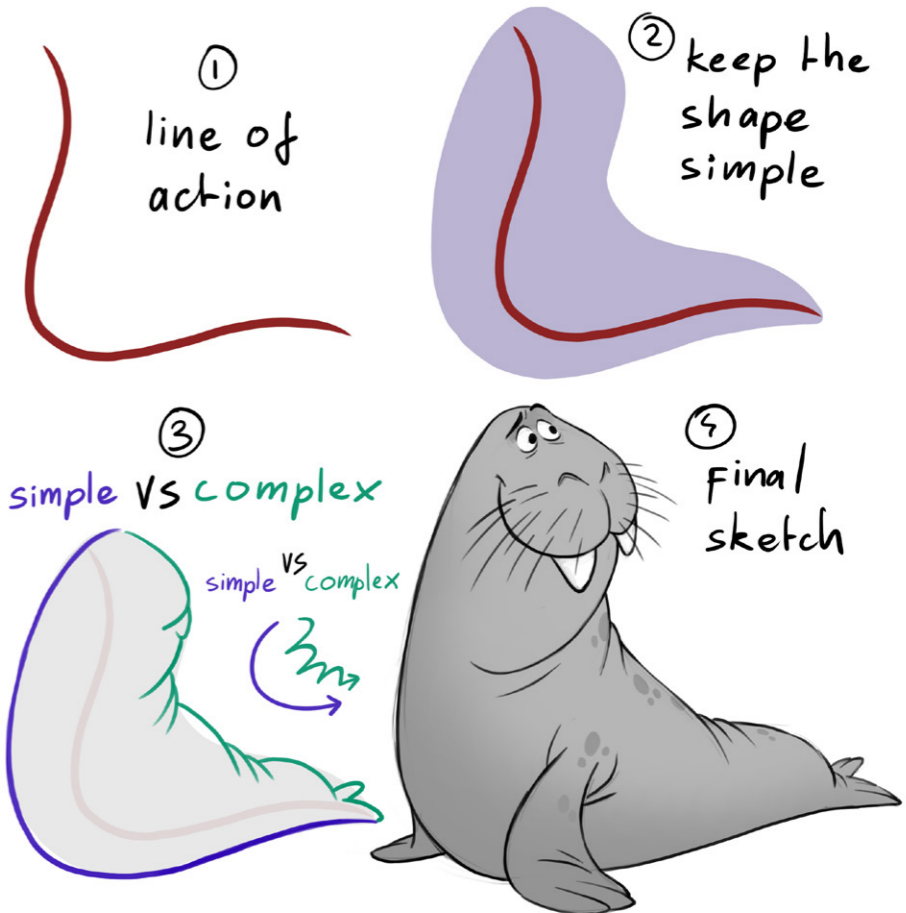 1
line of
action
2
keep the
shape
simple
3
simple VS complex
simple VS complex
4
Final
sketch